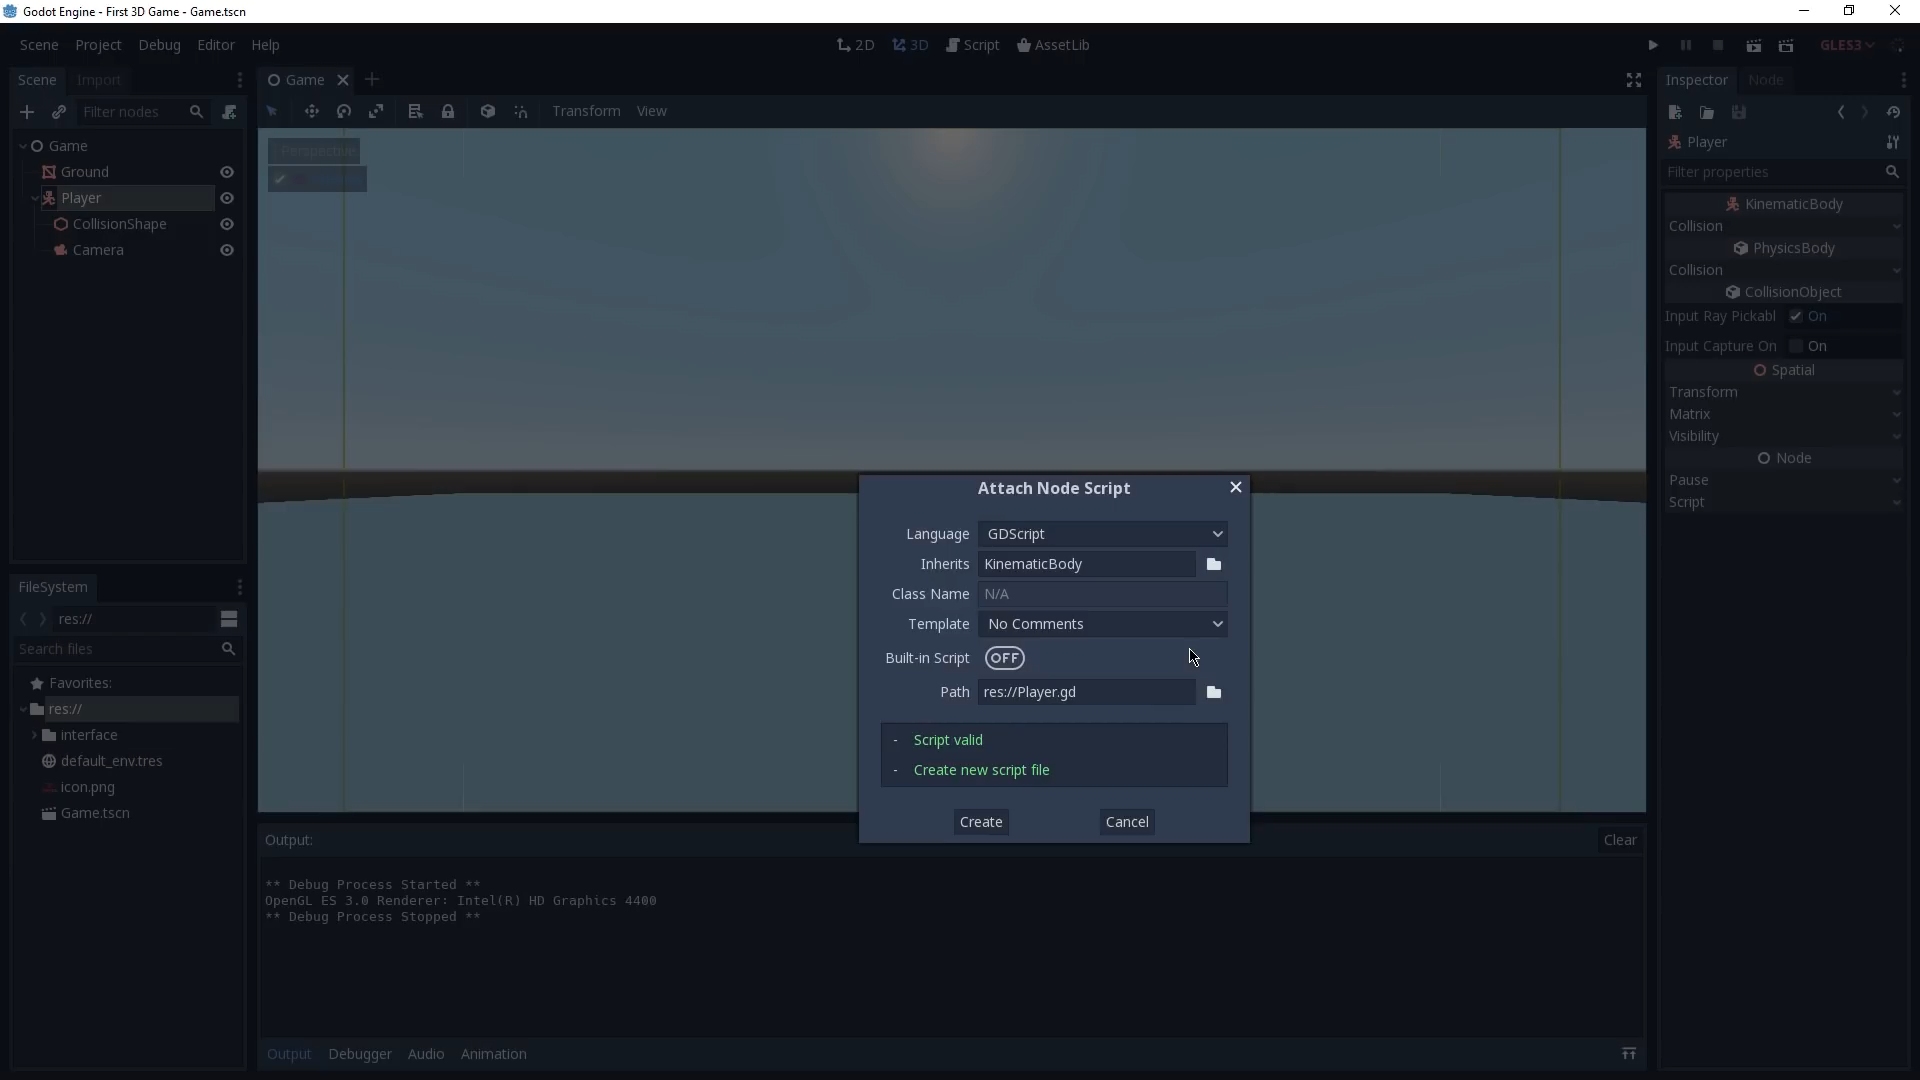 Godot Engine - First 3D Game - Game.tscn
Scene Project Debug Editor Help
2D 3D Script AssetLib
GLES3
Scene Import
Game
Inspector Node
Filter nodes
Transform View
Game
Ground
Player
CollisionShape
Camera
Perspective
Player
Filter properties
KinematicBody
Collision
PhysicsBody
Collision
CollisionObject
Input Ray Pickabl On
Input Capture On On
Spatial
Transform
Matrix
Visibility
Node
Pause
Script
Attach Node Script
Language GDScript
Inherits KinematicBody
Class Name N/A
Template No Comments
Built-in Script OFF
Path res://Player.gd
- Script valid
- Create new script file
Create Cancel
FileSystem
res://
Search files
Favorites:
res://
interface
default_env.tres
icon.png
Game.tscn
Output: Clear
** Debug Process Started **
OpenGL ES 3.0 Renderer: Intel(R) HD Graphics 4400
** Debug Process Stopped **
Output Debugger Audio Animation